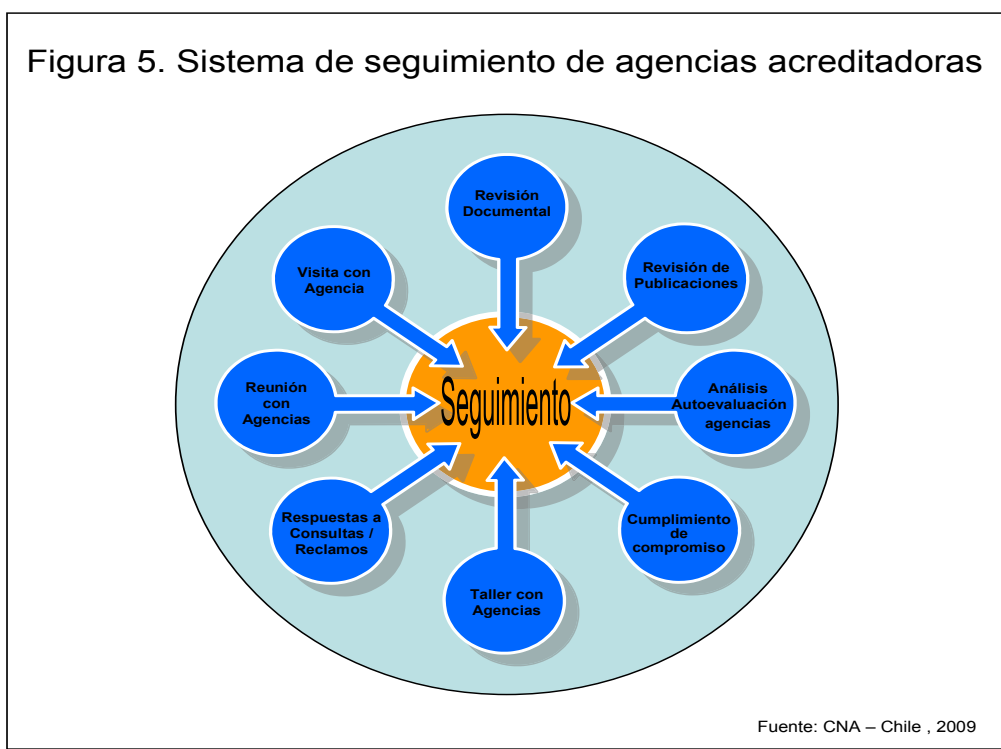 Figura 5. Sistema de seguimiento de agencias acreditadoras
Revisión
Documental
Visita con
Agencia
Revisión de
Publicaciones
Reunión
con
Agencias
Seguimiento
Análisis
Autoevaluación
agencias
Respuestas a
Consultas /
Reclamos
Cumplimiento
de
compromiso
Taller con
Agencias
Fuente: CNA – Chile , 2009